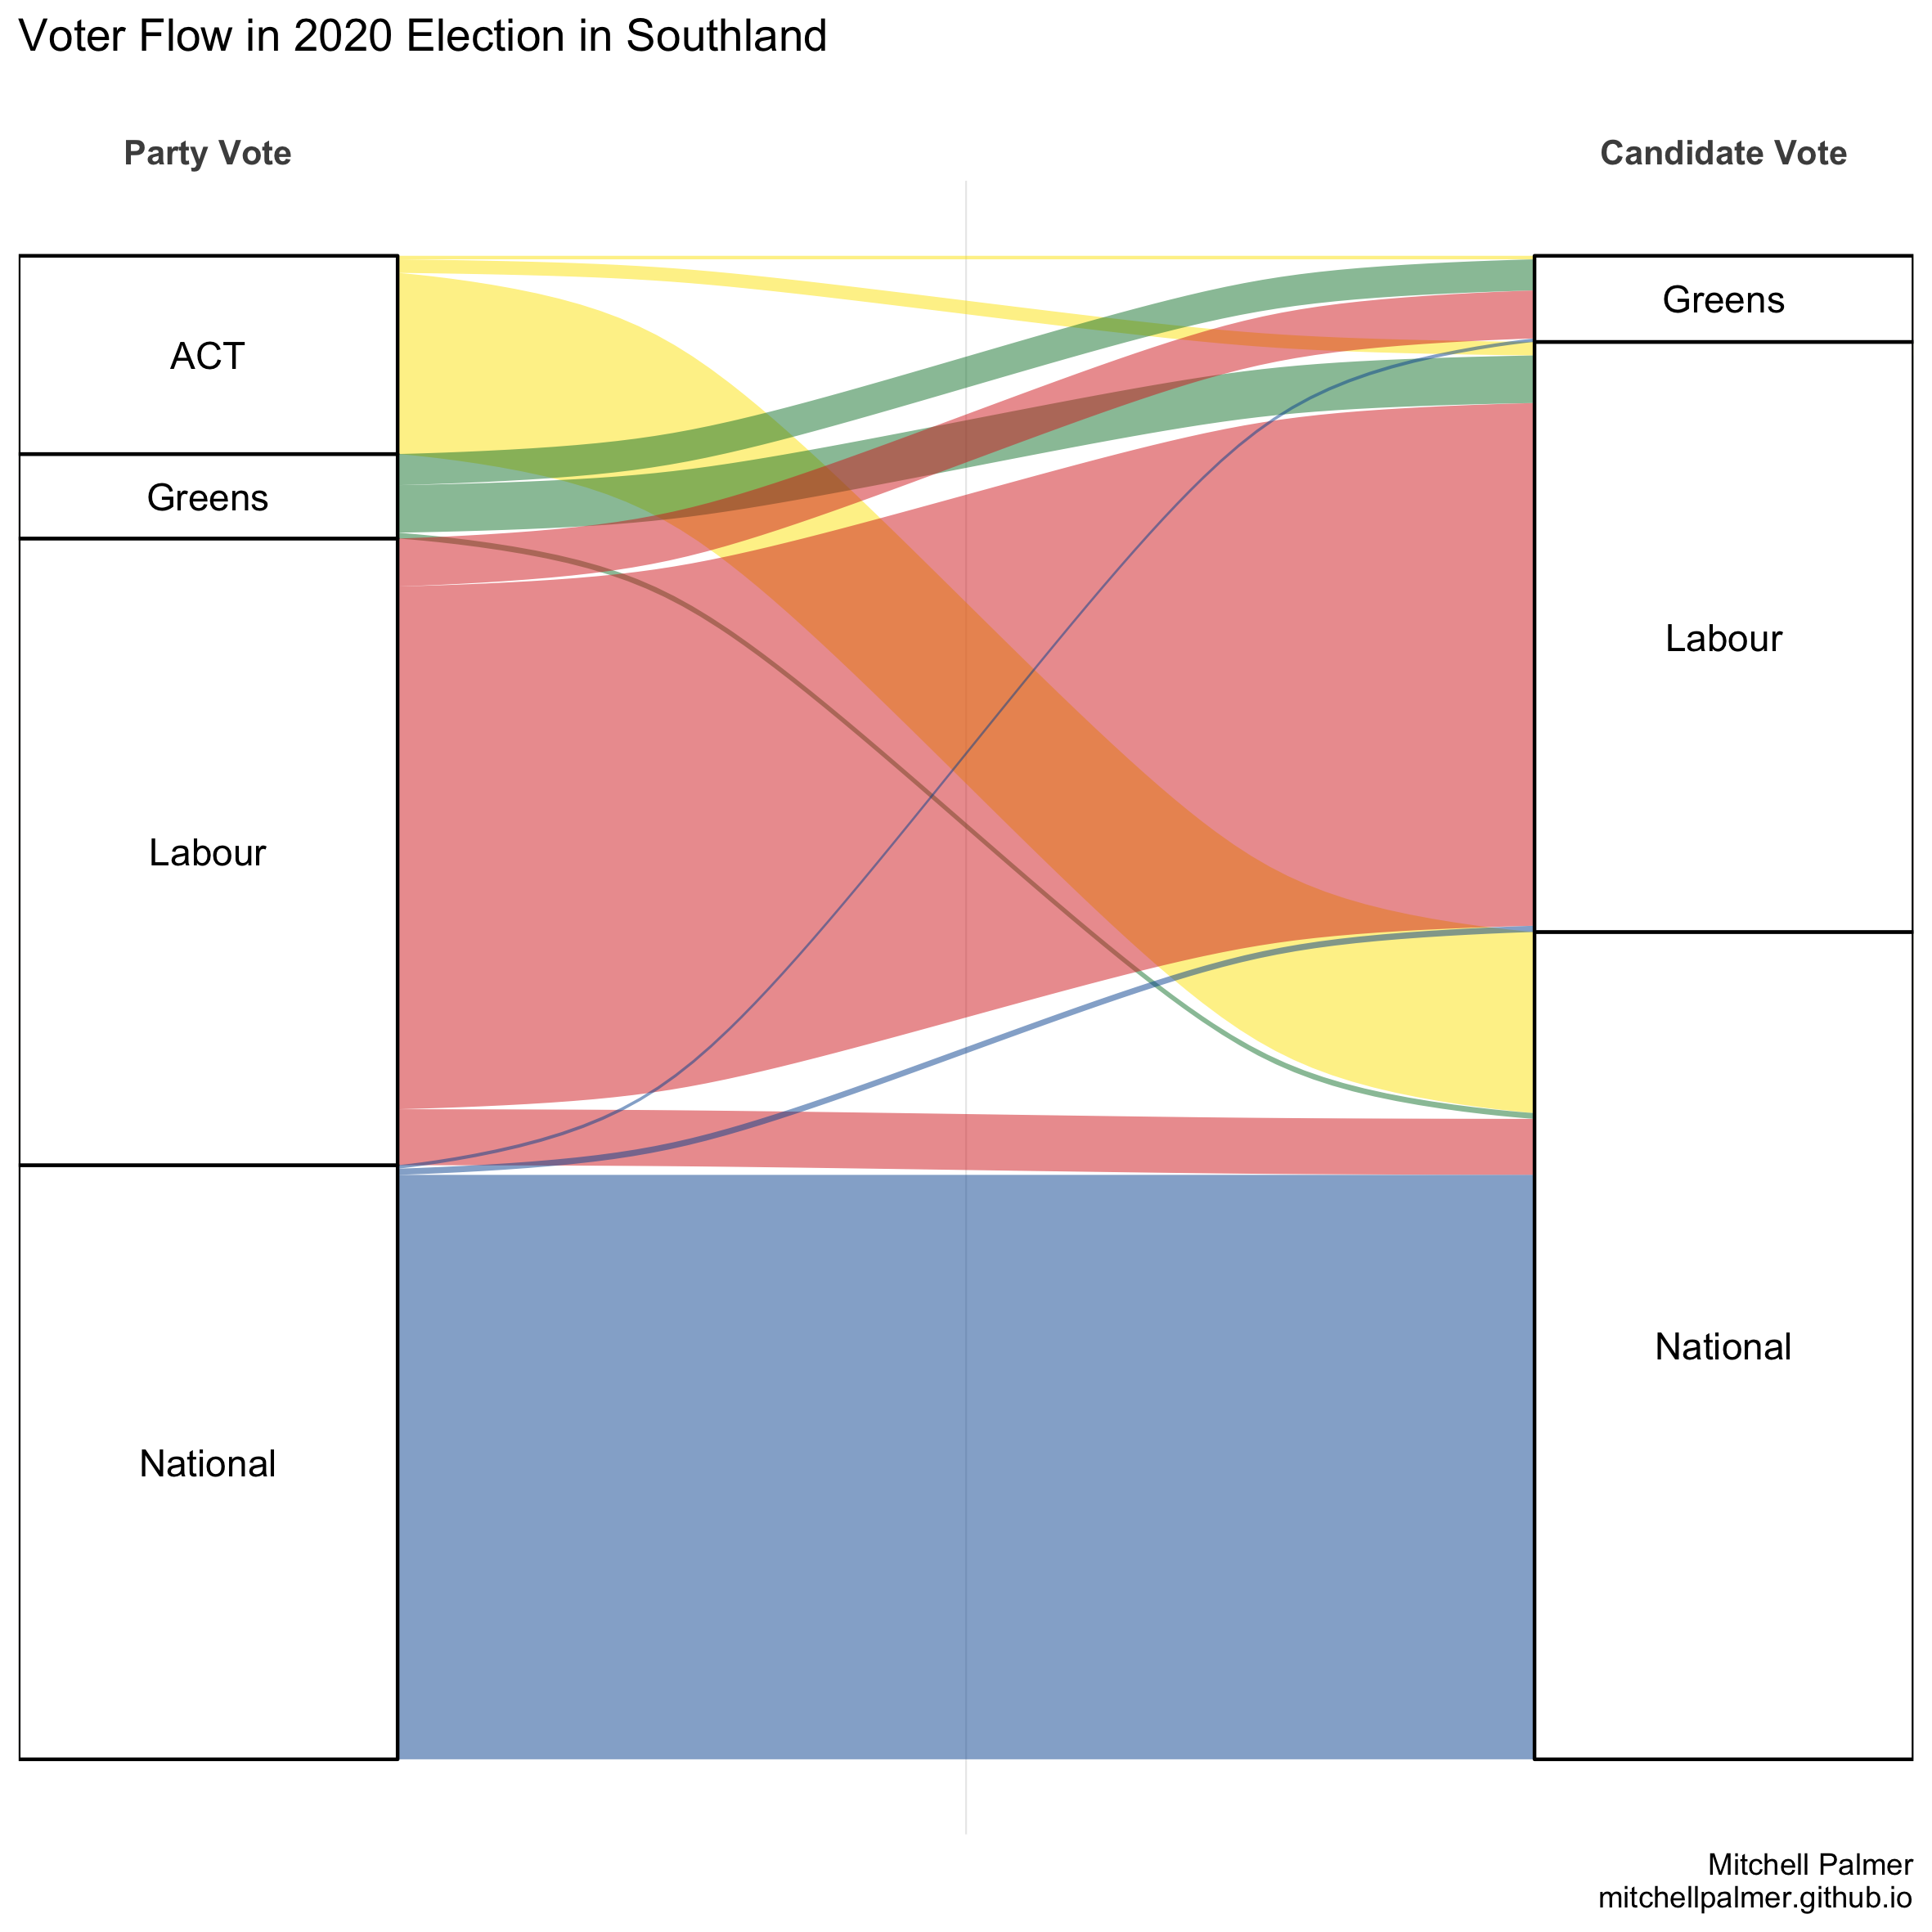 Voter Flow in 2020 Election in Southland
Party Vote
Candidate Vote
ACT
Greens
Labour
National
Greens
Labour
National
Mitchell Palmer
mitchellpalmer.github.io